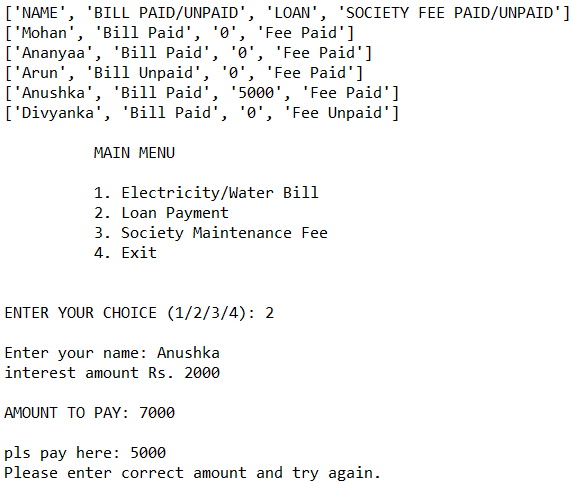 ['NAME', 'BILL PAID/UNPAID', 'LOAN', 'SOCIETY FEE PAID/UNPAID']
['Mohan', 'Bill Paid', '0', 'Fee Paid']
['Ananyaa', 'Bill Paid', '0', 'Fee Paid']
['Arun', 'Bill Unpaid', '0', 'Fee Paid']
['Anushka', 'Bill Paid', '5000', 'Fee Paid']
['Divyanka', 'Bill Paid', '0', 'Fee Unpaid']
MAIN MENU
1. Electricity/Water Bill
2. Loan Payment
3. Society Maintenance Fee
4. Exit
ENTER YOUR CHOICE (1/2/3/4): 2
Enter your name: Anushka
interest amount Rs. 2000
AMOUNT TO PAY: 7000
pls pay here: 5000
Please enter correct amount and try again.